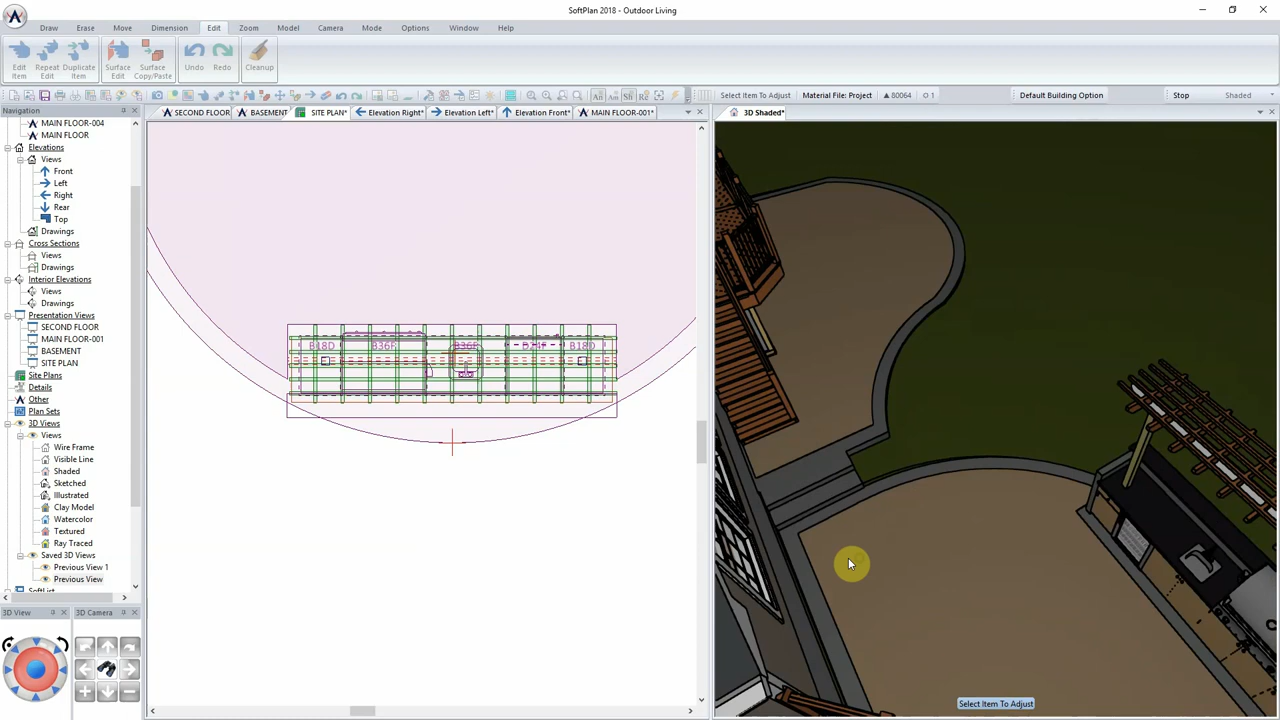 SoftPlan 2018 - Outdoor Living
Draw Erase Move Dimension Edit Zoom Model Camera Mode Options Window Help
Edit Item
Repeat Edit
Duplicate Item
Surface Edit
Surface Copy/Paste
Undo
Redo
Cleanup
Select Item To Adjust
Material File: Project
80064
1
Default Building Option
Stop
Shaded
Navigation
SECOND FLOOR
BASEMENT
SITE PLAN*
Elevation Right*
Elevation Left*
Elevation Front*
MAIN FLOOR-001*
3D Shaded*
MAIN FLOOR-004
MAIN FLOOR
Elevations
Views
Front
Left
Right
Rear
Top
Drawings
Cross Sections
Views
Drawings
Interior Elevations
Views
Drawings
Presentation Views
SECOND FLOOR
MAIN FLOOR-001
BASEMENT
SITE PLAN
Site Plans
Details
Other
Plan Sets
3D Views
Views
Wire Frame
Visible Line
Shaded
Sketched
Illustrated
Clay Model
Watercolor
Textured
Ray Traced
Saved 3D Views
Previous View 1
Previous View
3D View
3D Camera
B18D
Select Item To Adjust